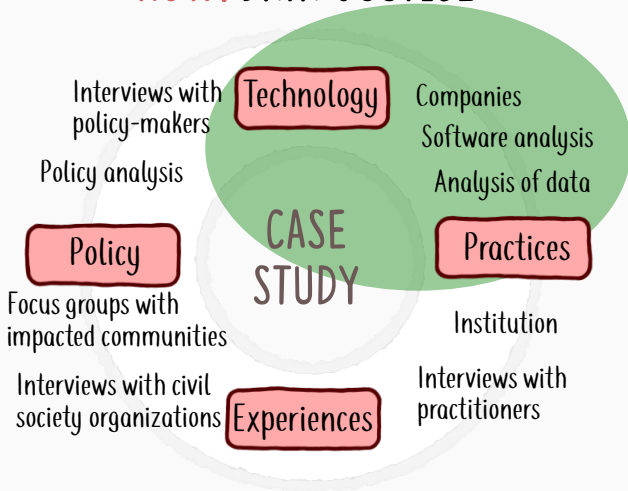 Interviews with
policy-makers
Technology
Companies
Software analysis
Policy analysis
Analysis of data
CASE
STUDY
Policy
Practices
Focus groups with
impacted communities
Institution
Interviews with civil
society organizations
Experiences
Interviews with
practitioners